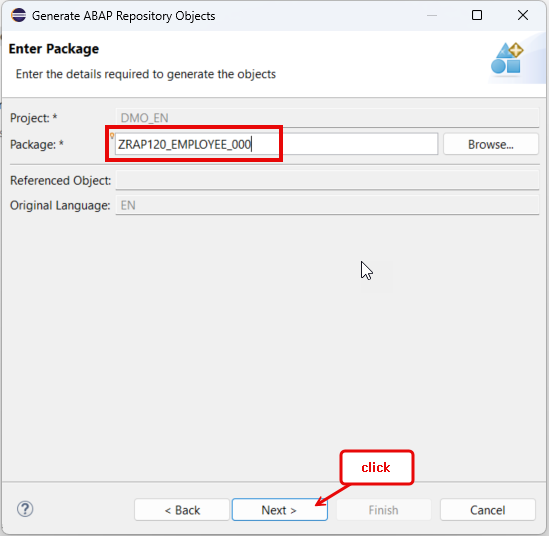 Generate ABAP Repository Objects
Enter Package
Enter the details required to generate the objects
Project: * DMO_EN
Package: * ZRAP120_EMPLOYEE_000 Browse...
Referenced Object:
Original Language: EN
click
? < Back Next > Finish Cancel